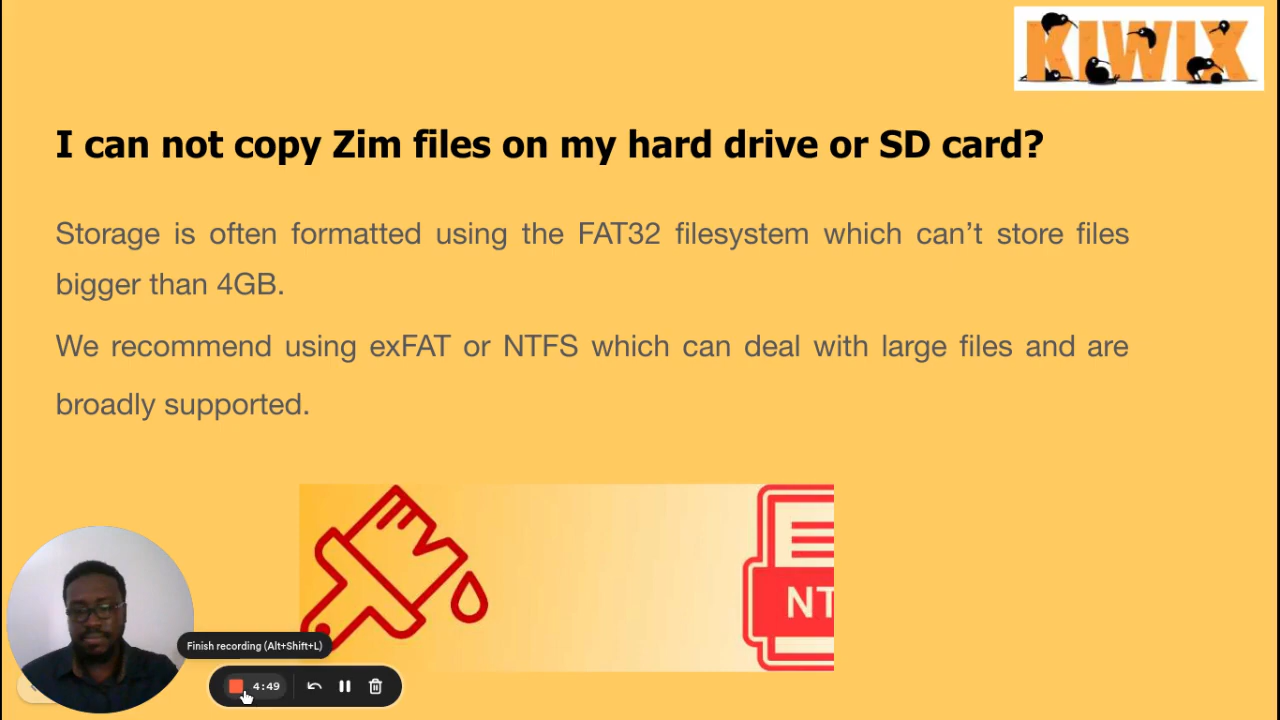 KIWIX
I can not copy Zim files on my hard drive or SD card?
Storage is often formatted using the FAT32 filesystem which can’t store files
bigger than 4GB.
We recommend using exFAT or NTFS which can deal with large files and are
broadly supported.
NT
Finish recording (Alt+Shift+L)
4:49